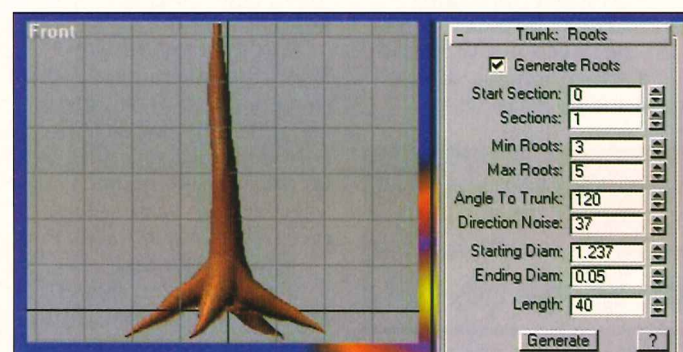 Front
- Trunk: Roots
Generate Roots
Start Section: 0
Sections: 1
Min Roots: 3
Max Roots: 5
Angle To Trunk: 120
Direction Noise: 37
Starting Diam: 1.237
Ending Diam: 0.05
Length: 40
Generate ?